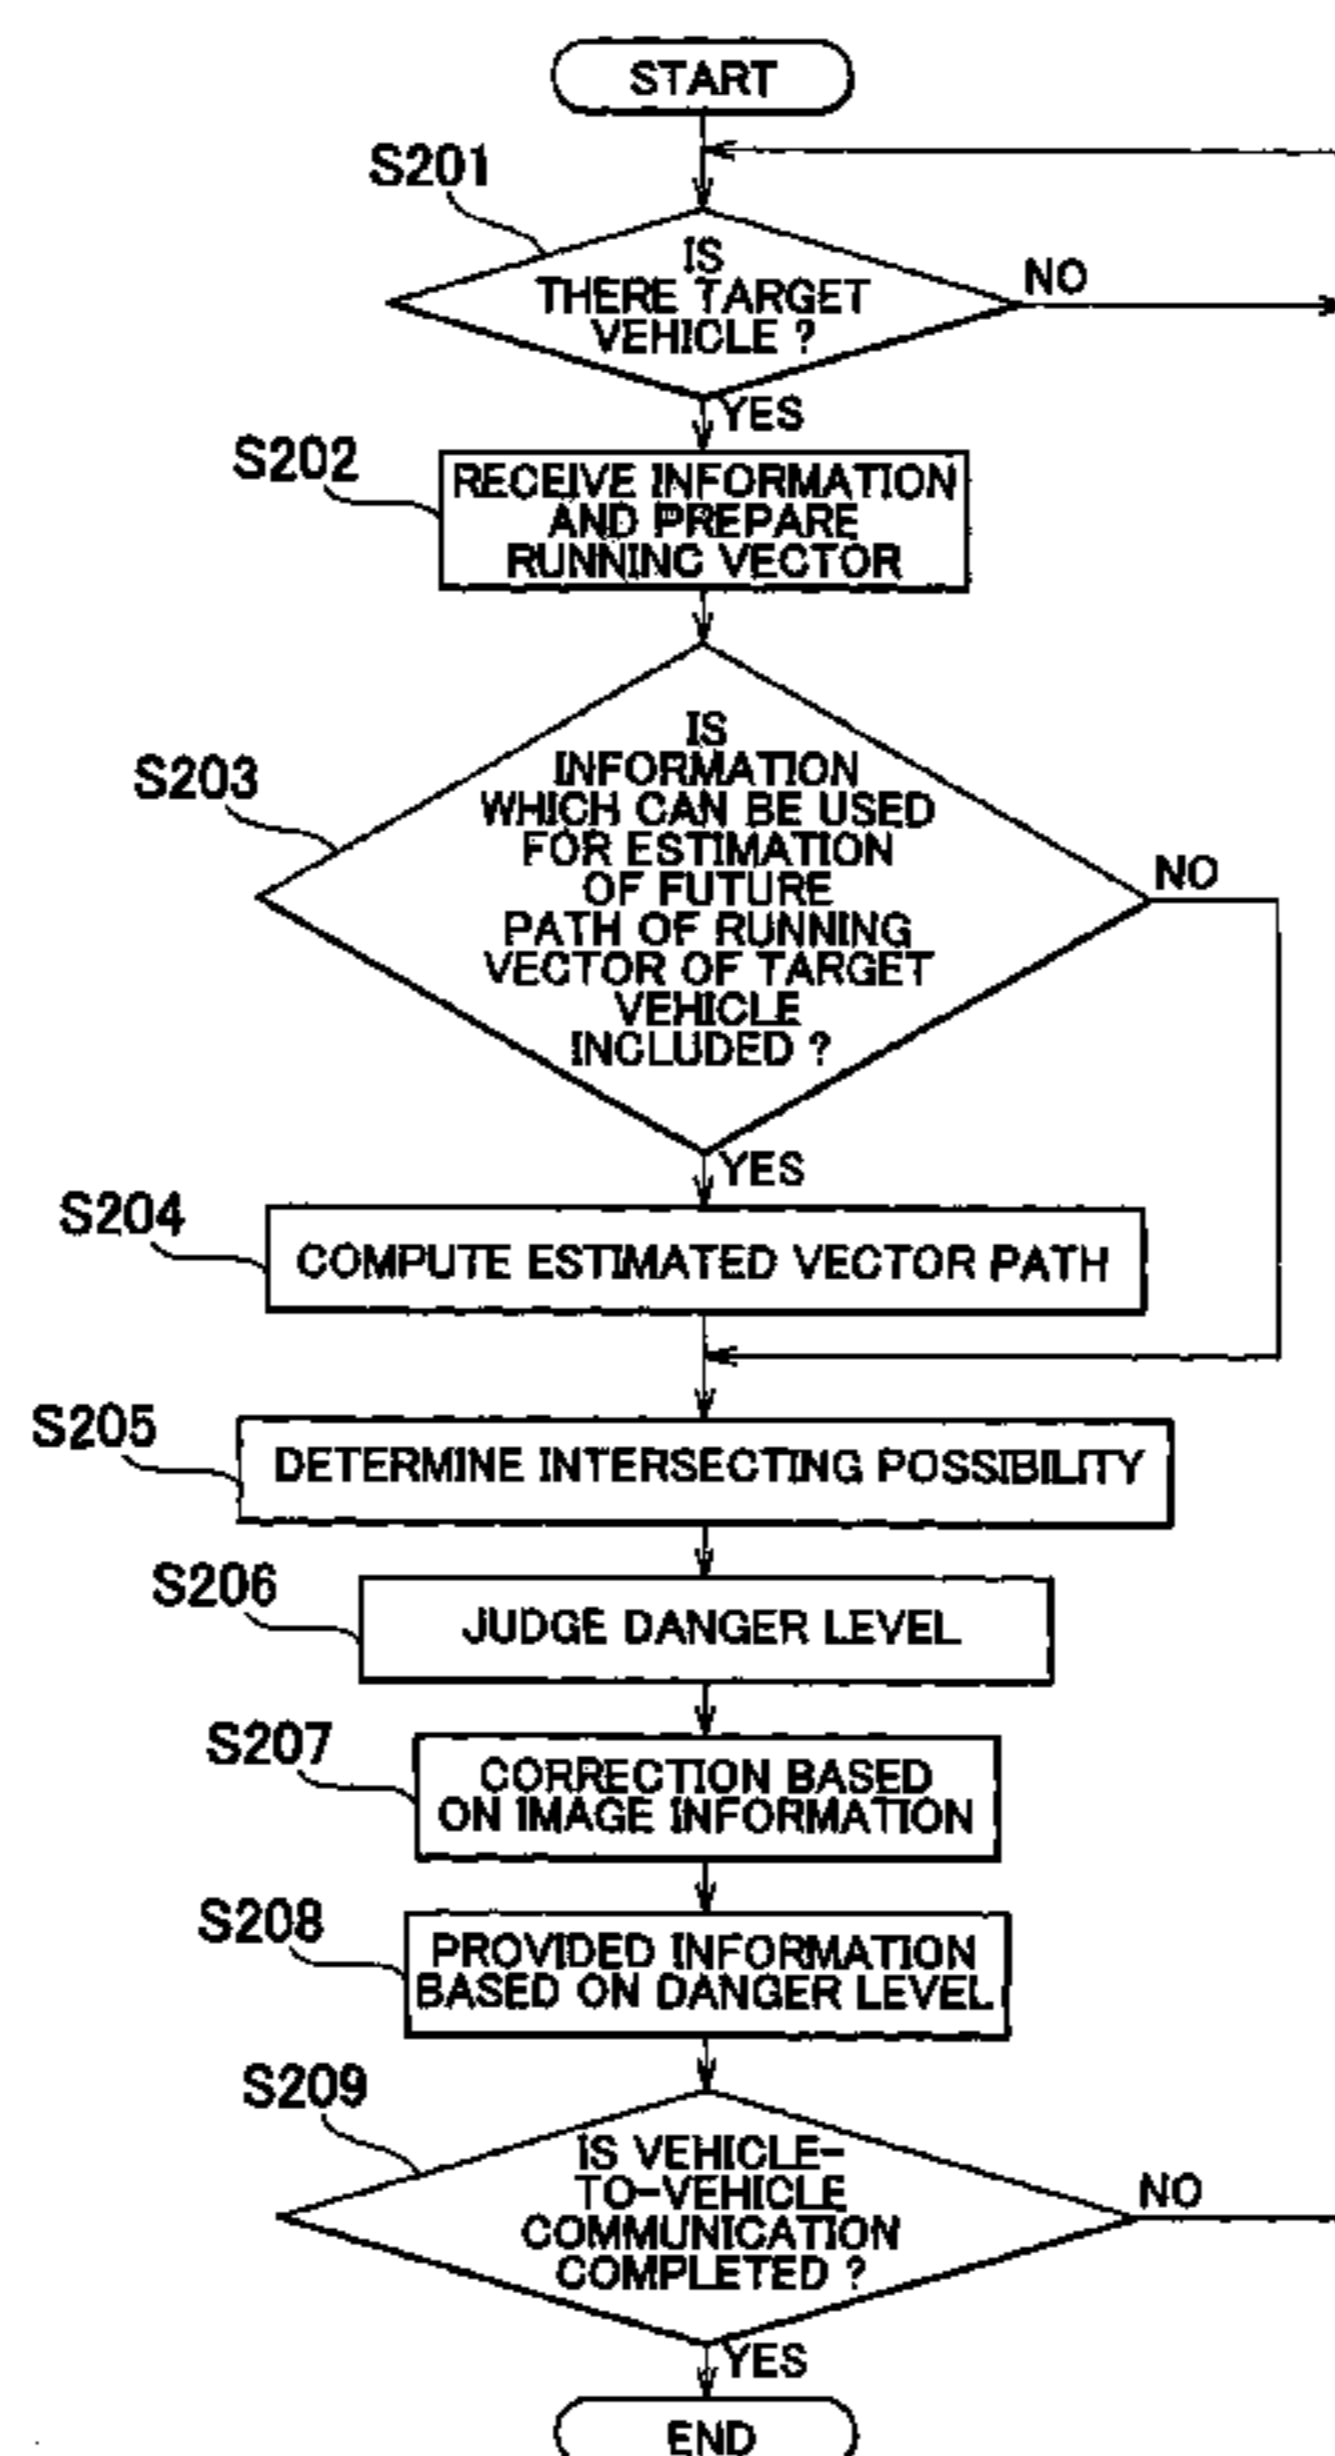 START
S201
IS
THERE TARGET
VEHICLE ?
NO
YES
S202
RECEIVE INFORMATION
AND PREPARE
RUNNING VECTOR
S203
IS
INFORMATION
WHICH CAN BE USED
FOR ESTIMATION
OF FUTURE
PATH OF RUNNING
VECTOR OF TARGET
VEHICLE
INCLUDED ?
NO
YES
S204
COMPUTE ESTIMATED VECTOR PATH
S205
DETERMINE INTERSECTING POSSIBILITY
S206
JUDGE DANGER LEVEL
S207
CORRECTION BASED
ON IMAGE INFORMATION
S208
PROVIDED INFORMATION
BASED ON DANGER LEVEL
S209
IS VEHICLE-
TO-VEHICLE
COMMUNICATION
COMPLETED ?
NO
YES
END